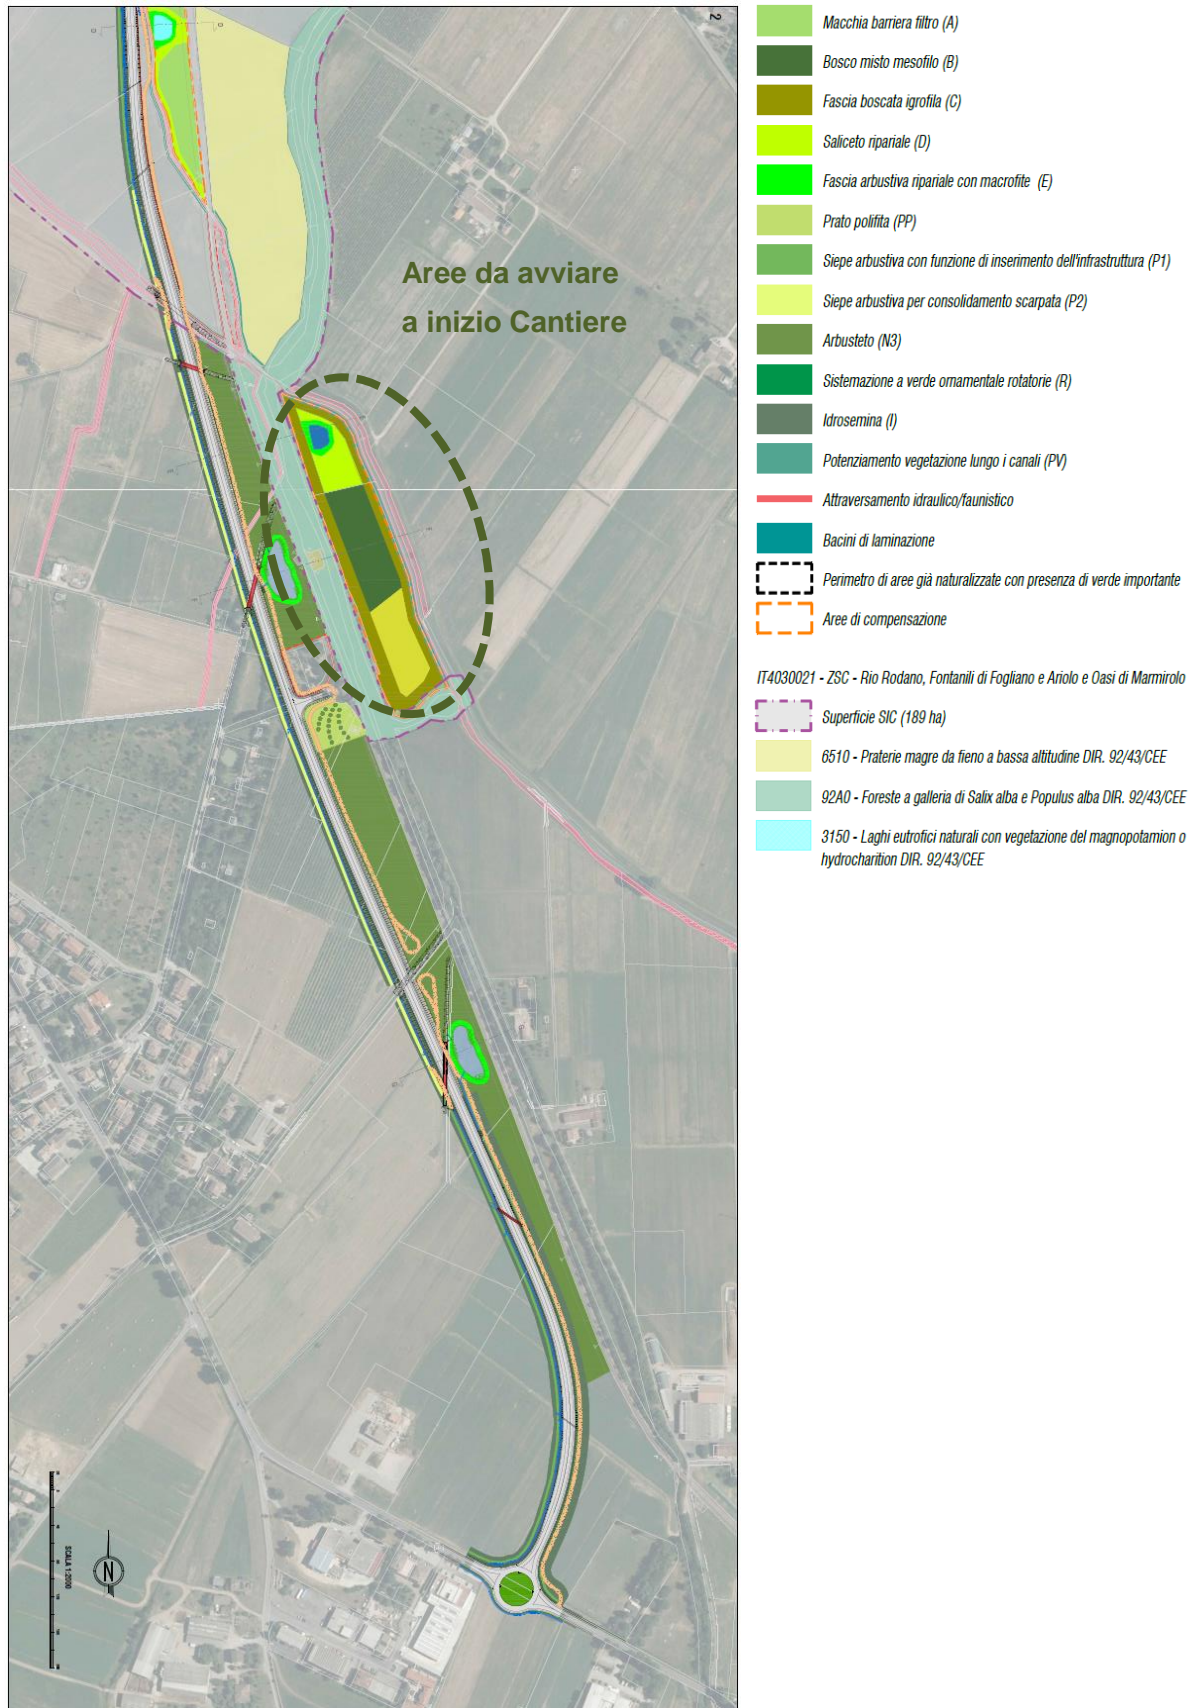 2
Aree da avviare
a inizio Cantiere
SCALA 1:2000
N
Macchia barriera filtro (A)
Bosco misto mesofilo (B)
Fascia boscata igrofila (C)
Saliceto ripariale (D)
Fascia arbustiva ripariale con macrofite (E)
Prato polifita (PP)
Siepe arbustiva con funzione di inserimento dell'infrastruttura (P1)
Siepe arbustiva per consolidamento scarpata (P2)
Arbusteto (N3)
Sistemazione a verde ornamentale rotatorie (R)
Idrosemina (I)
Potenziamento vegetazione lungo i canali (PV)
Attraversamento idraulico/faunistico
Bacini di laminazione
Perimetro di aree già naturalizzate con presenza di verde importante
Aree di compensazione
IT4030021 - ZSC - Rio Rodano, Fontanili di Fogliano e Ariolo e Oasi di Marmirolo
Superficie SIC (189 ha)
6510 - Praterie magre da fieno a bassa altitudine DIR. 92/43/CEE
92A0 - Foreste a galleria di Salix alba e Populus alba DIR. 92/43/CEE
3150 - Laghi eutrofici naturali con vegetazione del magnopotamion o
hydrocharition DIR. 92/43/CEE